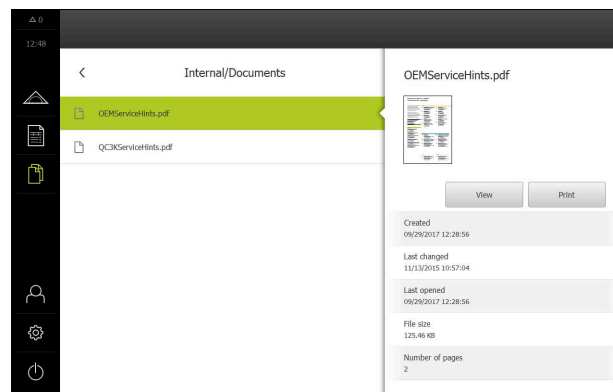 0
12:48
Internal/Documents
OEMServiceHints.pdf
QC3KServiceHints.pdf
OEMServiceHints.pdf
View
Print
Created
09/29/2017 12:28:56
Last changed
11/13/2015 10:57:04
Last opened
09/29/2017 12:28:56
File size
125.46 KB
Number of pages
2